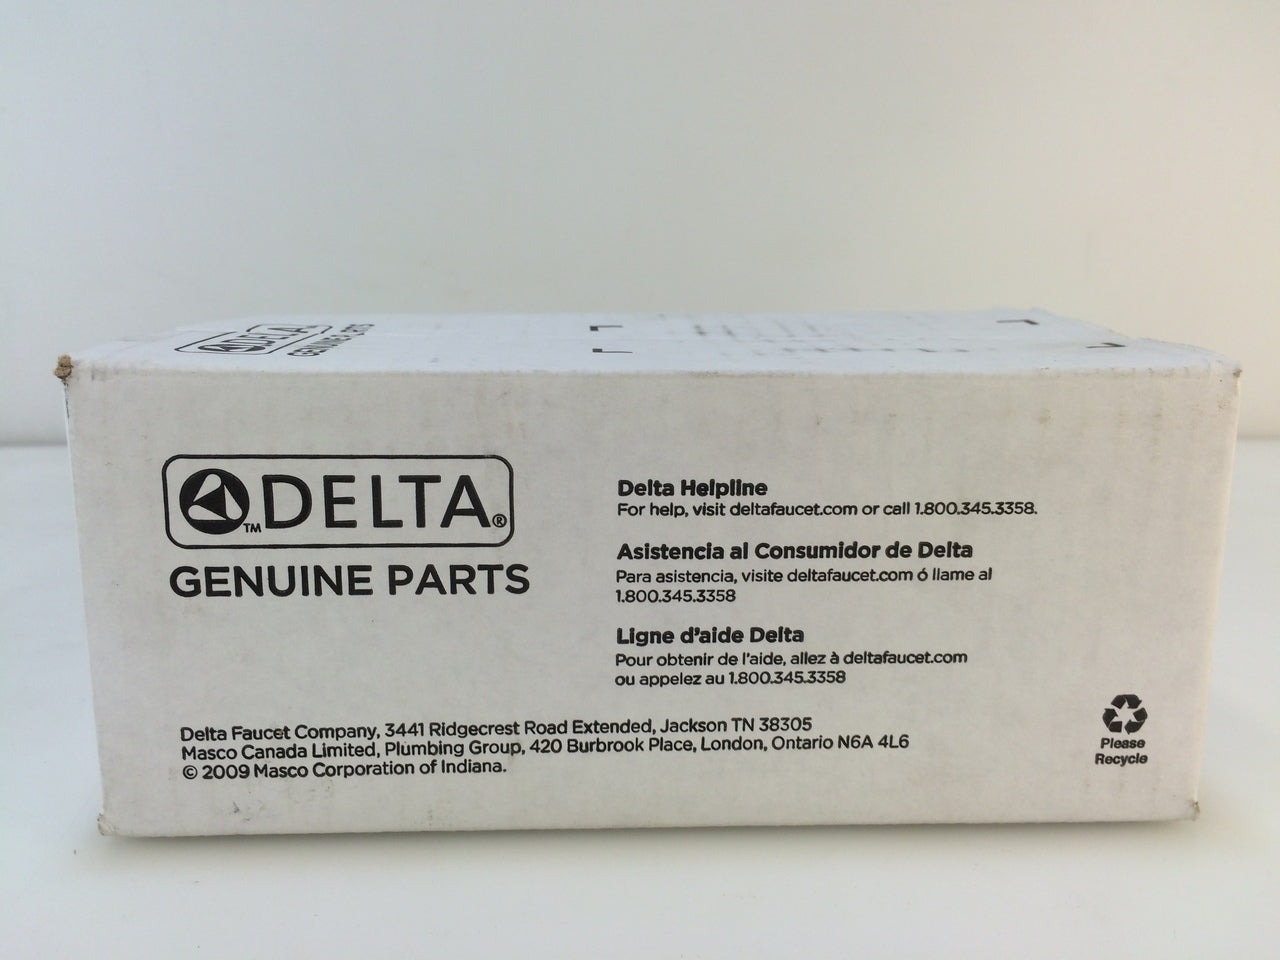 DELTA
GENUINE PARTS
™DELTA®
GENUINE PARTS
Delta Helpline
For help, visit deltafaucet.com or call 1.800.345.3358.
Asistencia al Consumidor de Delta
Para asistencia, visite deltafaucet.com ó llame al
1.800.345.3358
Ligne d'aide Delta
Pour obtenir de l'aide, allez à deltafaucet.com
ou appelez au 1.800.345.3358
Delta Faucet Company, 3441 Ridgecrest Road Extended, Jackson TN 38305
Masco Canada Limited, Plumbing Group, 420 Burbrook Place, London, Ontario N6A 4L6
© 2009 Masco Corporation of Indiana.
Please
Recycle